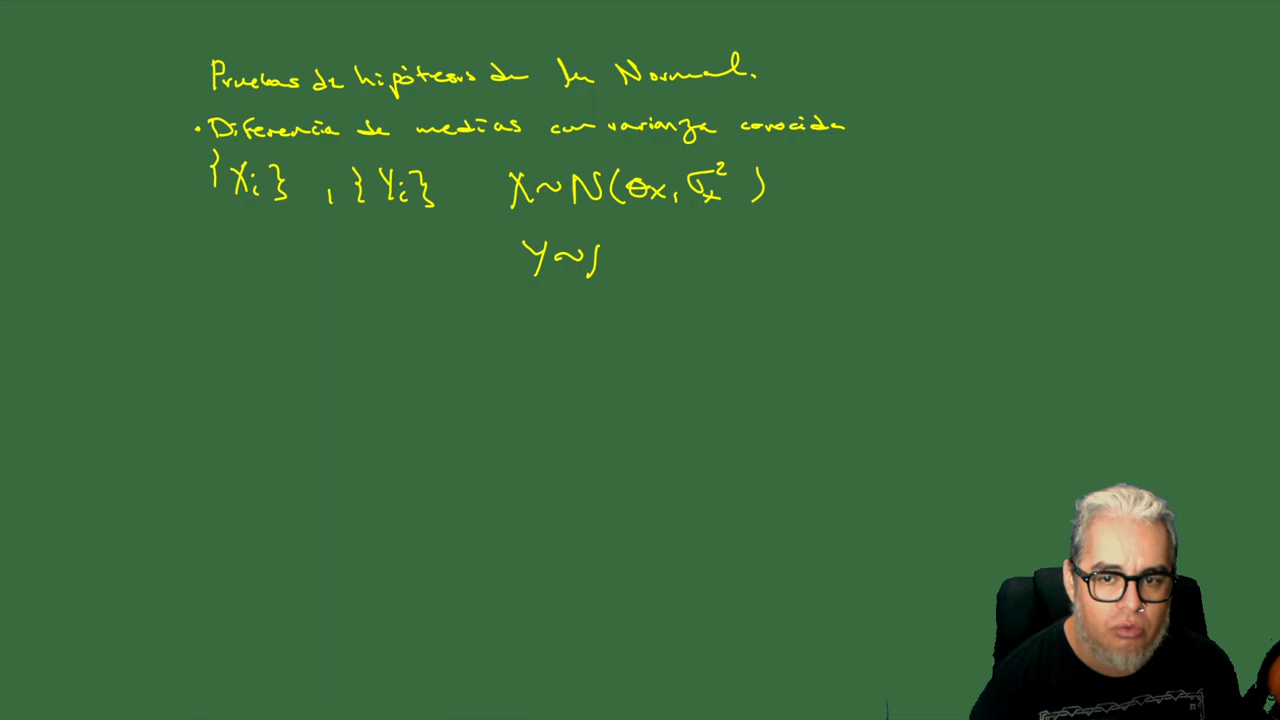 Pruebas de hipótesis de la Normal.
• Diferencia de medias con varianza conocida
{Xᵢ} , {Yᵢ} X ~ N(θx, σₓ²)
Y ~